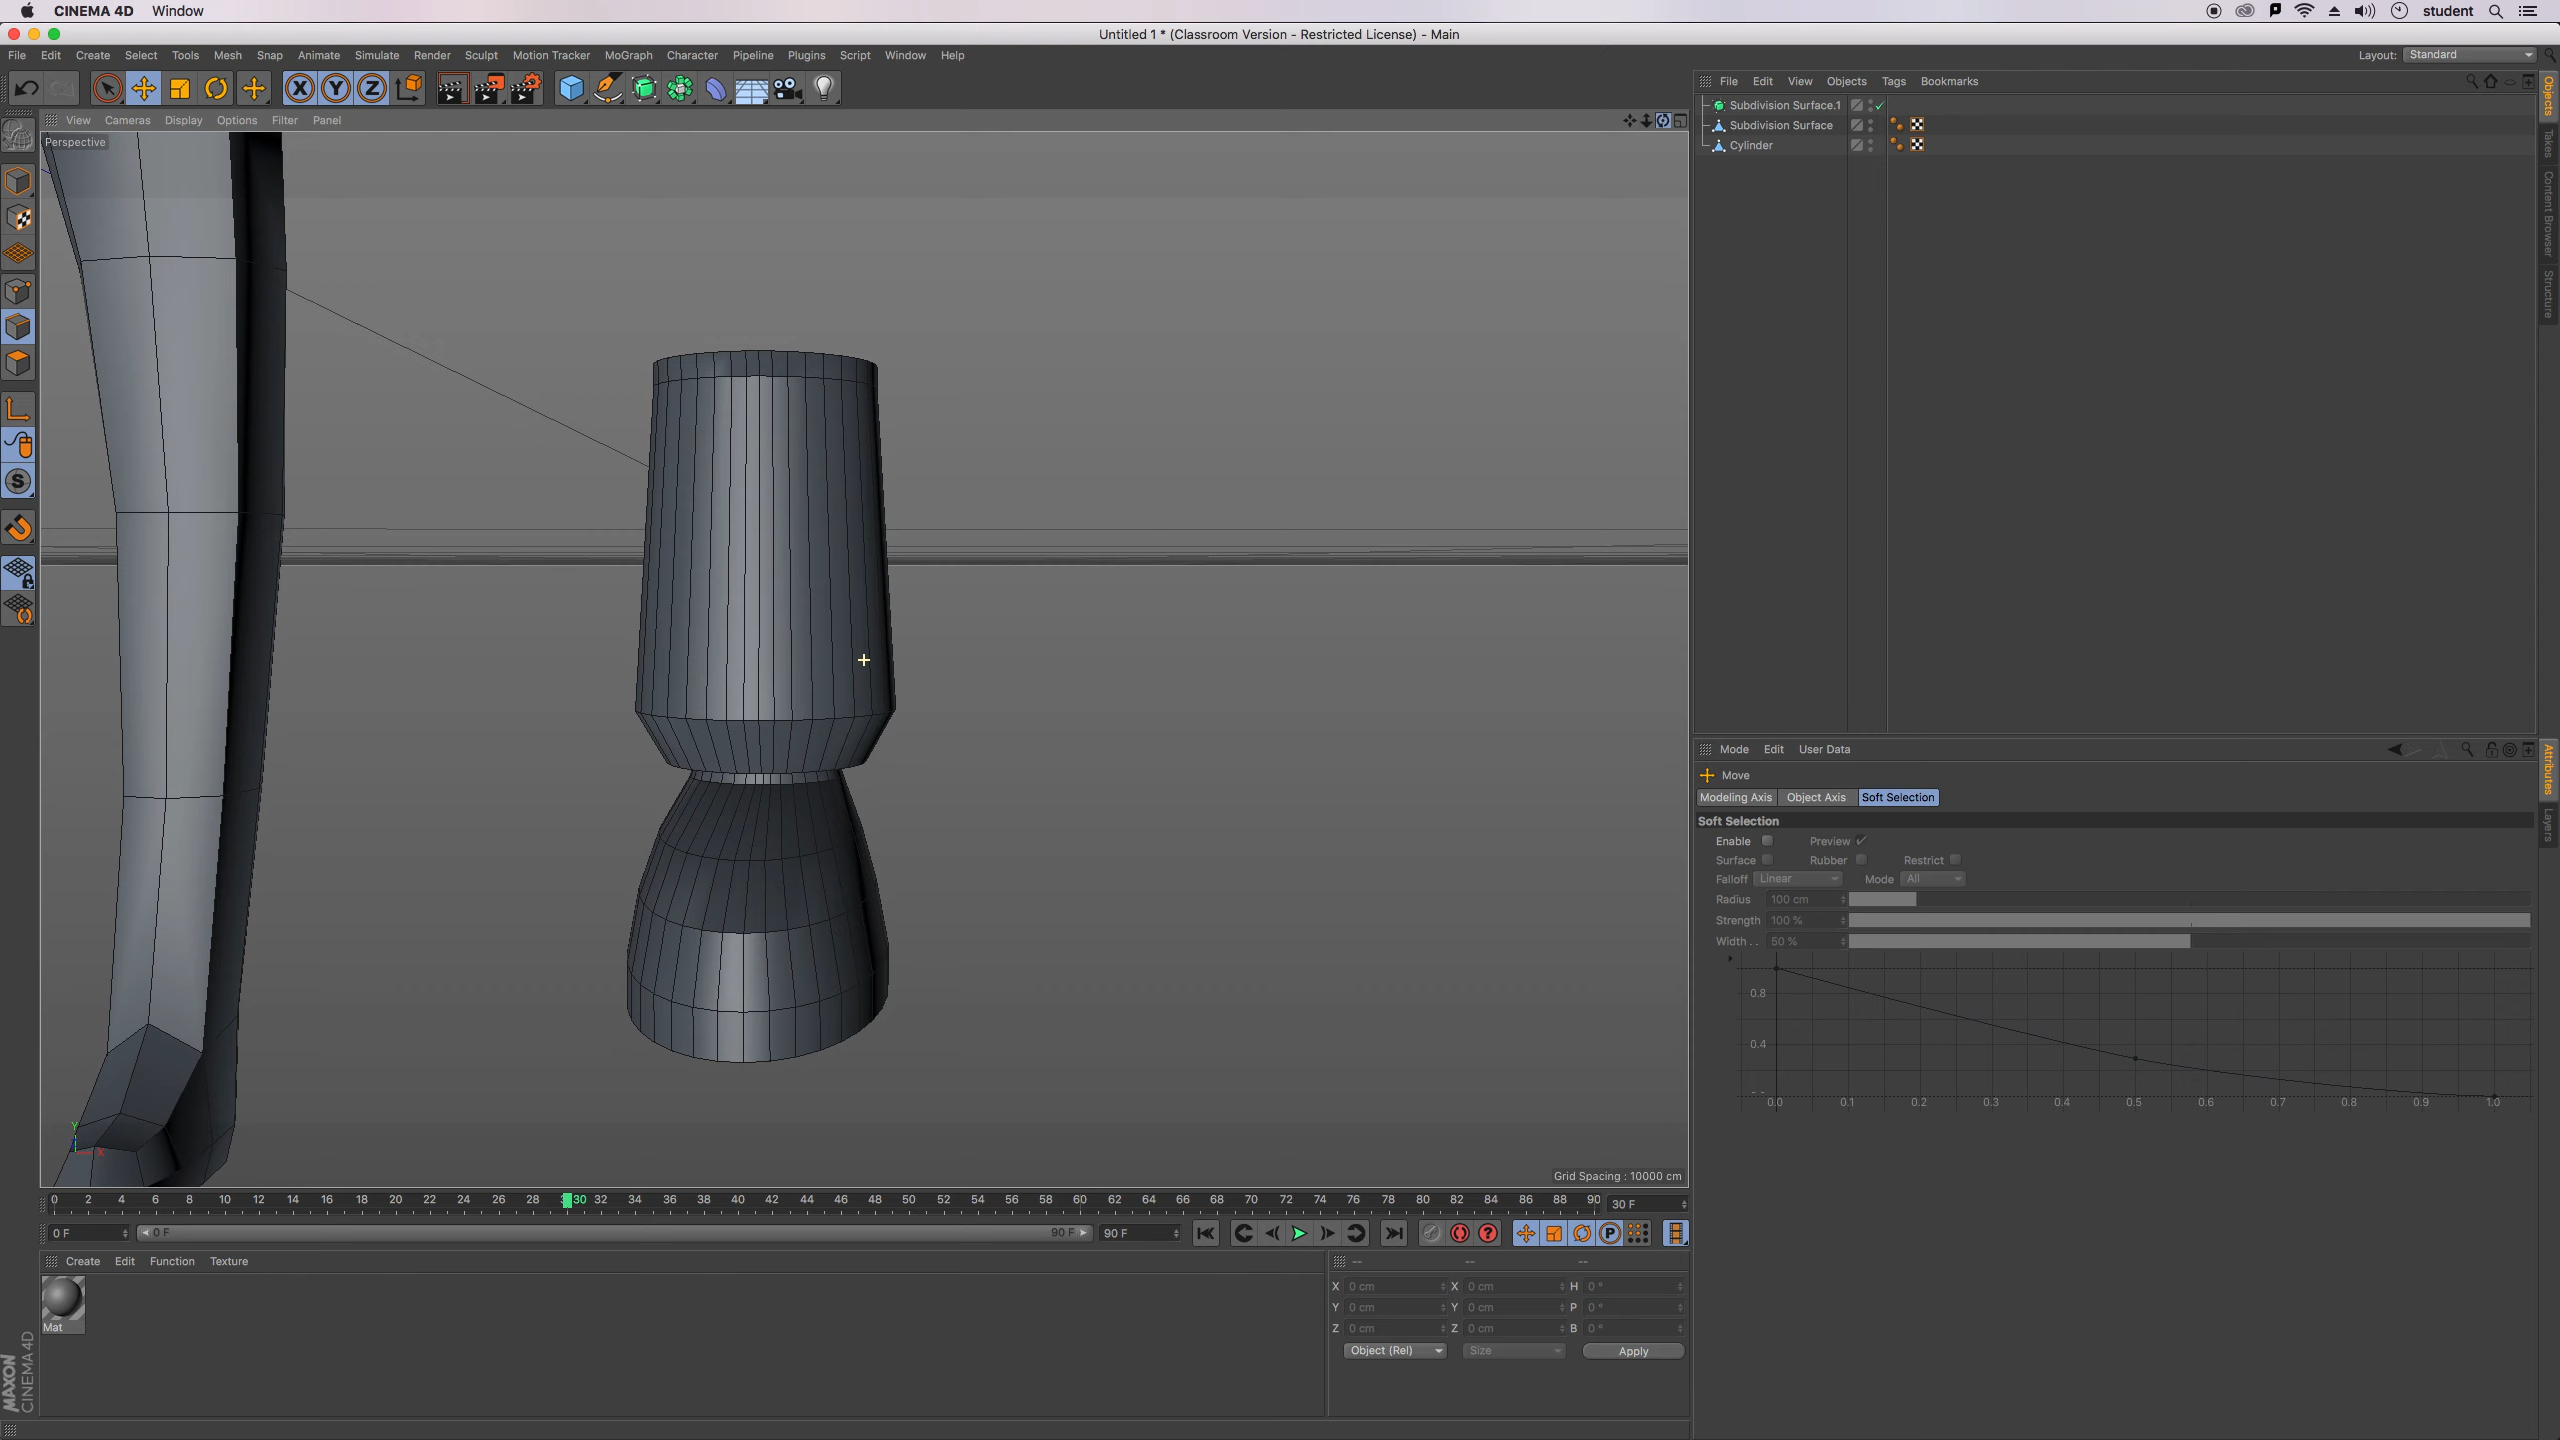 CINEMA 4D Window
student
Untitled 1 * (Classroom Version - Restricted License) - Main
File Edit Create Select Tools Mesh Snap Animate Simulate Render Sculpt Motion Tracker MoGraph Character Pipeline Plugins Script Window Help
Layout: Standard
X Y Z
File Edit View Objects Tags Bookmarks
View Cameras Display Options Filter Panel
Perspective
Subdivision Surface.1
Subdivision Surface
Cylinder
Objects
Takes
Content Browser
Structure
S
Mode Edit User Data
Move
Modeling Axis Object Axis Soft Selection
Soft Selection
Enable Preview
Surface Rubber Restrict
Falloff Linear Mode All
Radius 100 cm
Strength 100 %
Width . . 50 %
0.8
0.4
0.0 0.1 0.2 0.3 0.4 0.5 0.6 0.7 0.8 0.9 1.0
Attributes
Layers
Y
X
Grid Spacing : 10000 cm
0 2 4 6 8 10 12 14 16 18 20 22 24 26 28 30 32 34 36 38 40 42 44 46 48 50 52 54 56 58 60 62 64 66 68 70 72 74 76 78 80 82 84 86 88 90 30 F
0 F 0 F 90 F 90 F
P
Create Edit Function Texture
Mat
-- -- --
X 0 cm X 0 cm H 0 °
Y 0 cm Y 0 cm P 0 °
Z 0 cm Z 0 cm B 0 °
Object (Rel) Size Apply
MAXON
CINEMA 4D